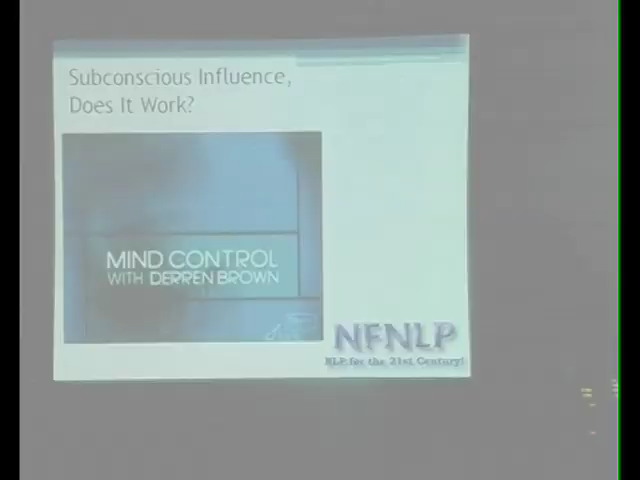 Subconscious Influence,
Does It Work?
MIND CONTROL
WITH DERREN BROWN
NFNLP
NLP for the 21st Century!